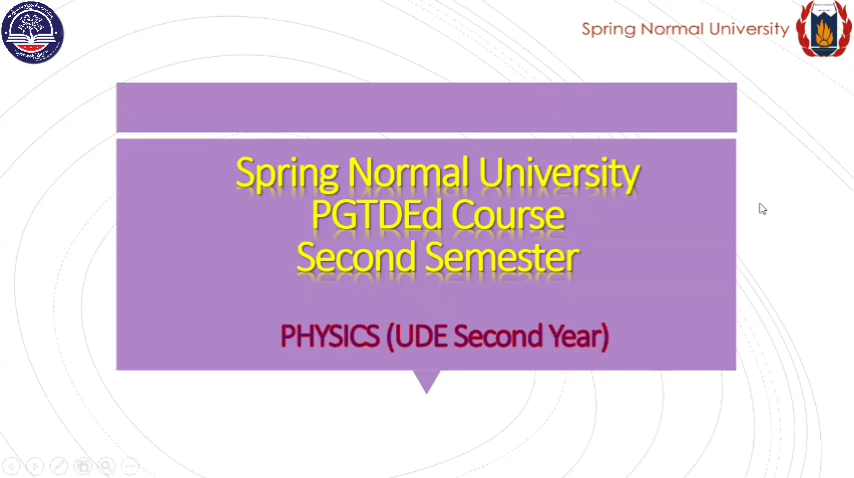 Spring Normal University
Spring Normal University
PGTDEd Course
Second Semester
PHYSICS (UDE Second Year)